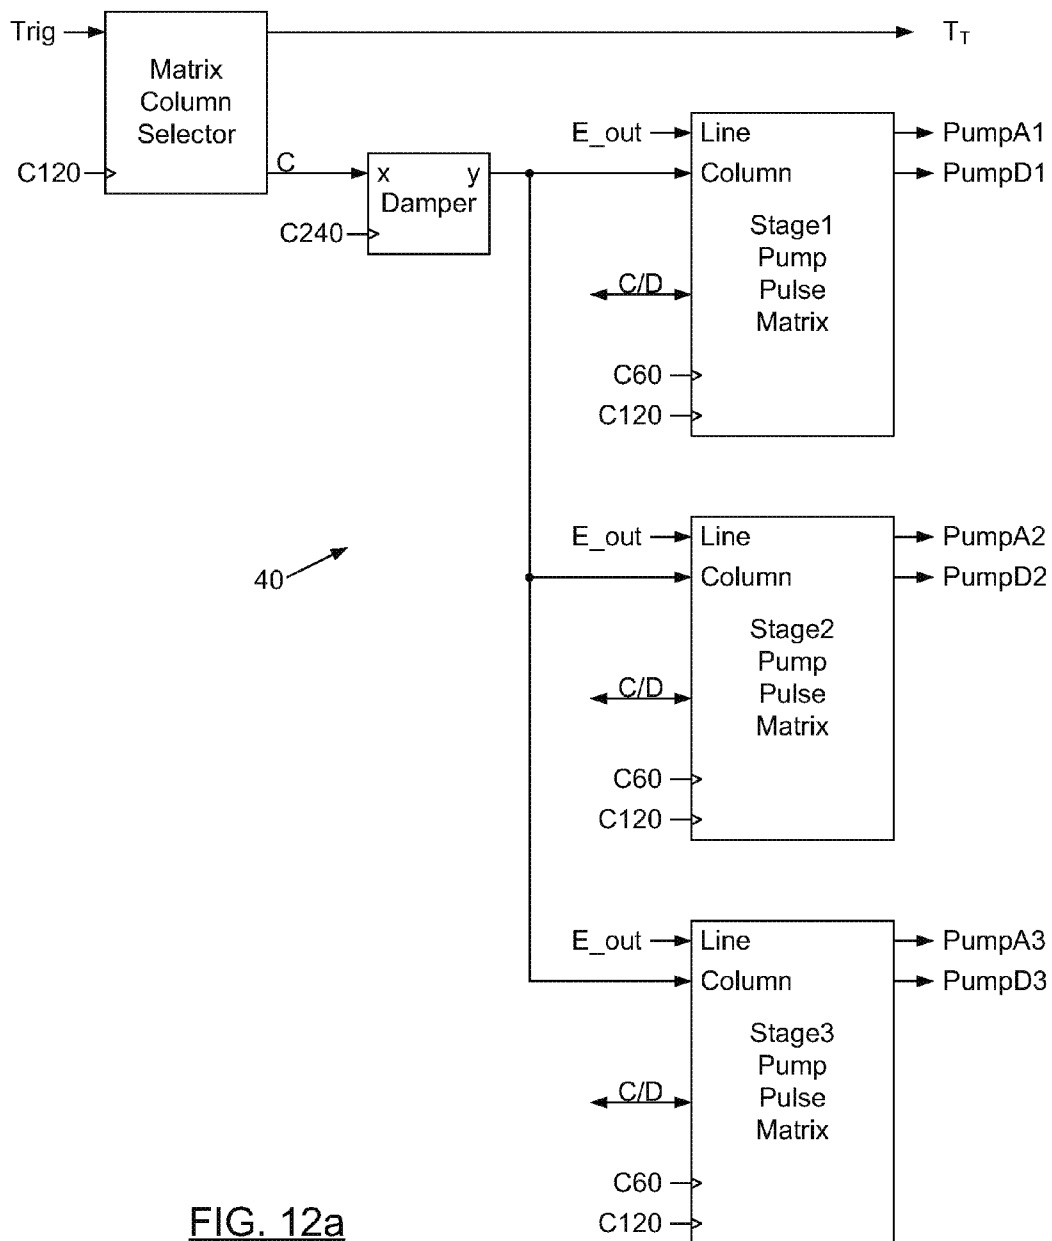 Trig
T_T
Matrix
Column
Selector
C120
C
x y
Damper
C240
E_out
Line
PumpA1
Column
PumpD1
Stage1
Pump
Pulse
Matrix
C/D
C60
C120
40
E_out
Line
PumpA2
Column
PumpD2
Stage2
Pump
Pulse
Matrix
C/D
C60
C120
E_out
Line
PumpA3
Column
PumpD3
Stage3
Pump
Pulse
Matrix
C/D
C60
C120
FIG. 12a